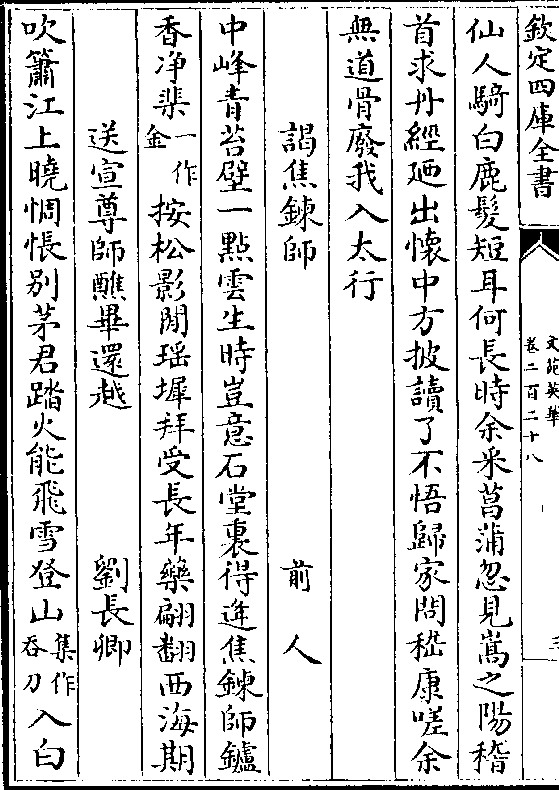 欽定四庫全書
文苑英華
卷二百二十八
三
仙人騎白鹿髮短耳何長時余采菖蒲忽見嵩之陽稽
首求丹經廼出懷中方披讀了不悟歸家問嵇康嗟余
無道骨廢我入太行
謁焦鍊師　前人
中峰青苔壁一點雲生時豈意石堂裏得逢焦鍊師鑪
香净棐一作金按松影閒瑶墀拜受長年藥翩翻西海期
送宣尊師醮畢還越　劉長卿
吹簫江上曉惆悵别茅君踏火能飛雪登山集作吞刀入白